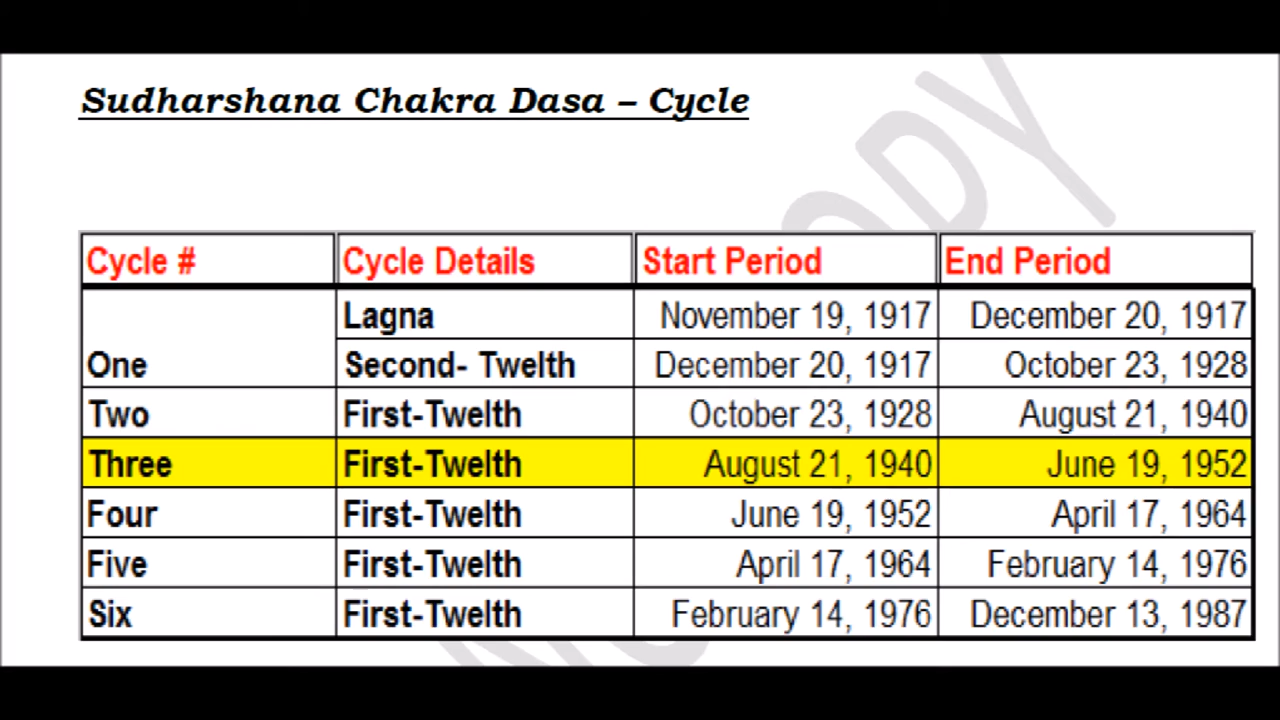 Sudharshana Chakra Dasa – Cycle
Cycle # Cycle Details Start Period End Period
Lagna November 19, 1917 December 20, 1917
One Second- Twelth December 20, 1917 October 23, 1928
Two First-Twelth October 23, 1928 August 21, 1940
Three First-Twelth August 21, 1940 June 19, 1952
Four First-Twelth June 19, 1952 April 17, 1964
Five First-Twelth April 17, 1964 February 14, 1976
Six First-Twelth February 14, 1976 December 13, 1987